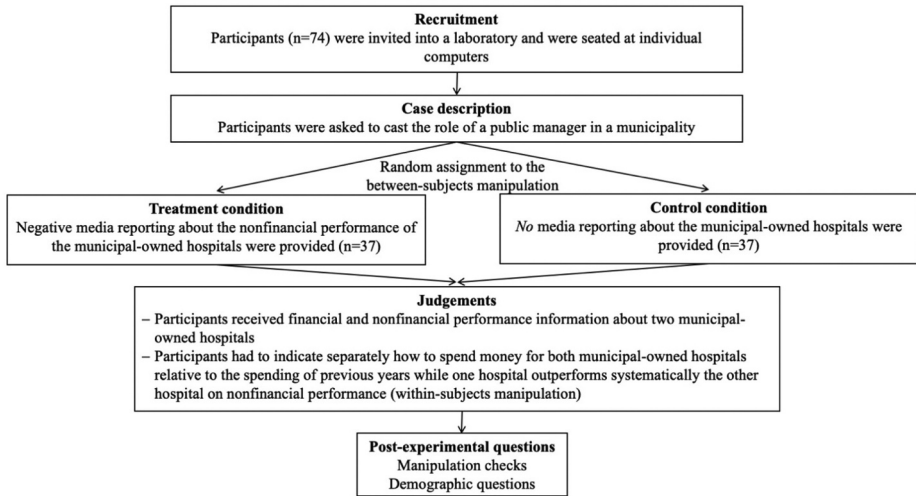 Recruitment
Participants (n=74) were invited into a laboratory and were seated at individual
computers
Case description
Participants were asked to cast the role of a public manager in a municipality
Random assignment to the
between-subjects manipulation
Treatment condition
Negative media reporting about the nonfinancial performance of
the municipal-owned hospitals were provided (n=37)
Control condition
No media reporting about the municipal-owned hospitals were
provided (n=37)
Judgements
– Participants received financial and nonfinancial performance information about two municipal-
owned hospitals
– Participants had to indicate separately how to spend money for both municipal-owned hospitals
relative to the spending of previous years while one hospital outperforms systematically the other
hospital on nonfinancial performance (within-subjects manipulation)
Post-experimental questions
Manipulation checks
Demographic questions